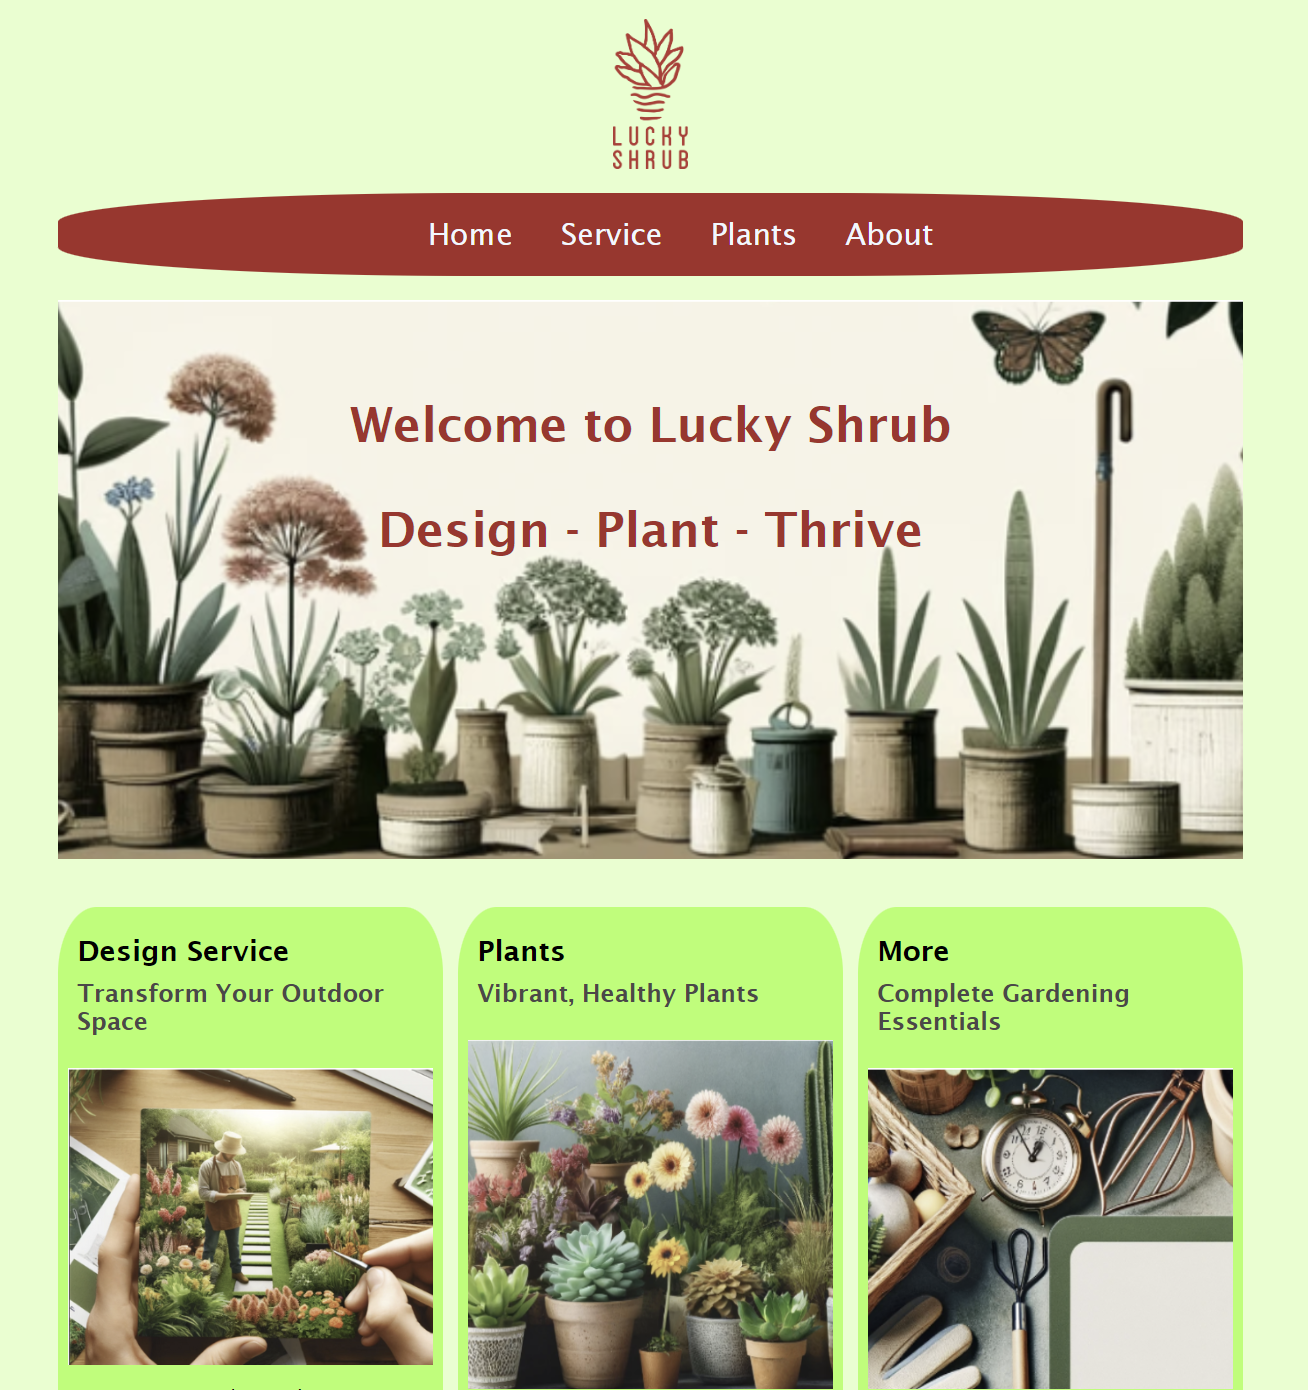 LUCKY
SHRUB
Home Service Plants About
Welcome to Lucky Shrub
Design - Plant - Thrive
Design Service
Transform Your Outdoor
Space
Plants
Vibrant, Healthy Plants
More
Complete Gardening
Essentials